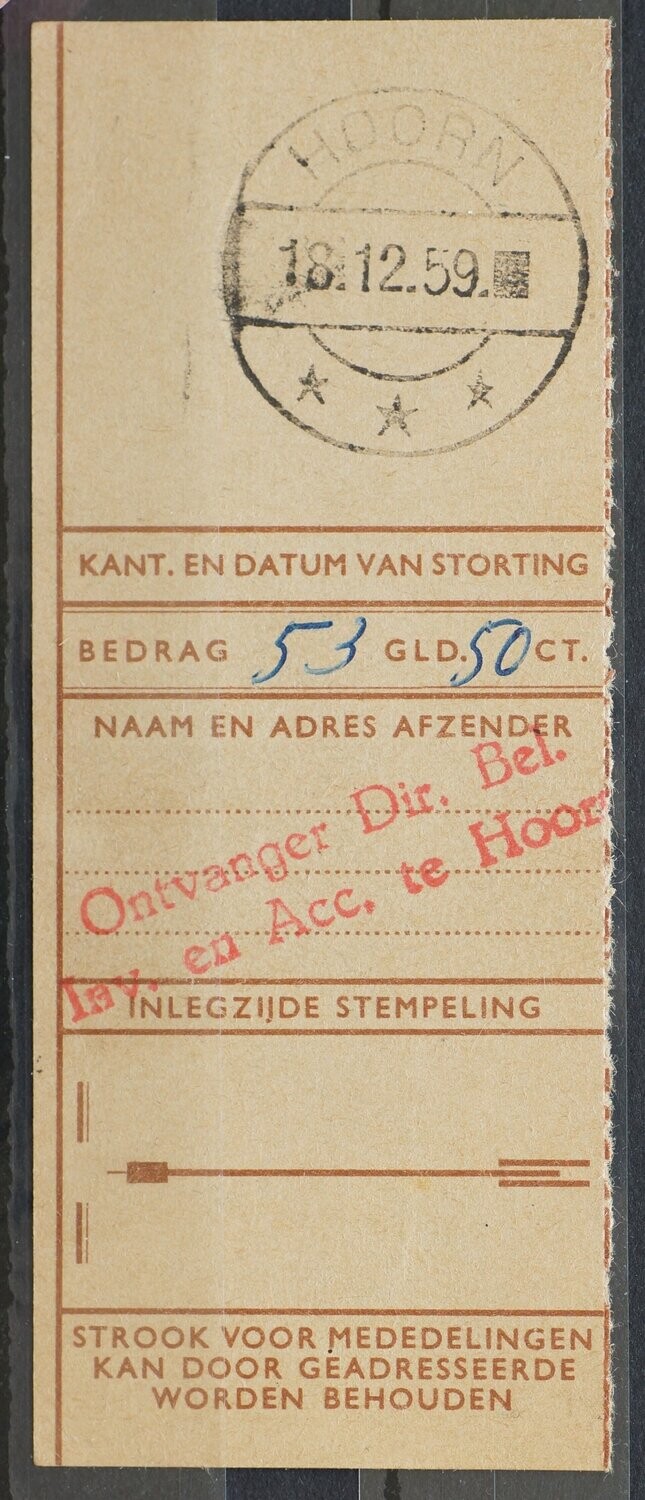 HOORN
18.12.59.
KANT. EN DATUM VAN STORTING
BEDRAG 53 GLD. 50 CT.
NAAM EN ADRES AFZENDER
Ontvanger Dir. Bel.
Inv. en Acc. te Hoorn
INLEGZIJDE STEMPELING
STROOK VOOR MEDEDELINGEN
KAN DOOR GEADRESSEERDE
WORDEN BEHOUDEN